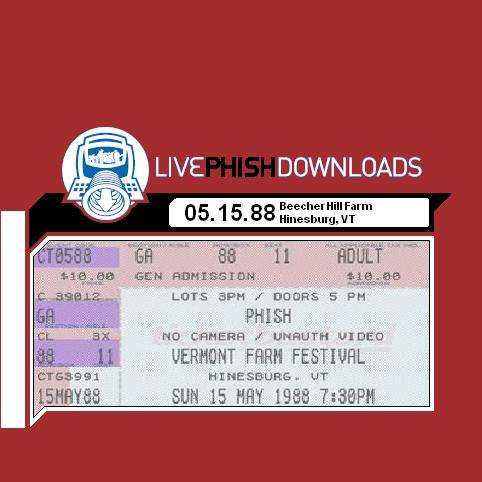 LIVEPHISHDOWNLOADS
05.15.88 Beecher Hill Farm
Hinesburg, VT
CT0588 GA 88 11 ADULT
$10.00 GEN ADMISSION $10.00
C 39012 LOTS 3PM / DOORS 5 PM
GA PHISH
CL 3X NO CAMERA / UNAUTH VIDEO
88 11 VERMONT FARM FESTIVAL
CTGS991 HINESBURG. VT
15MAY88 SUN 15 MAY 1988 7:30PM